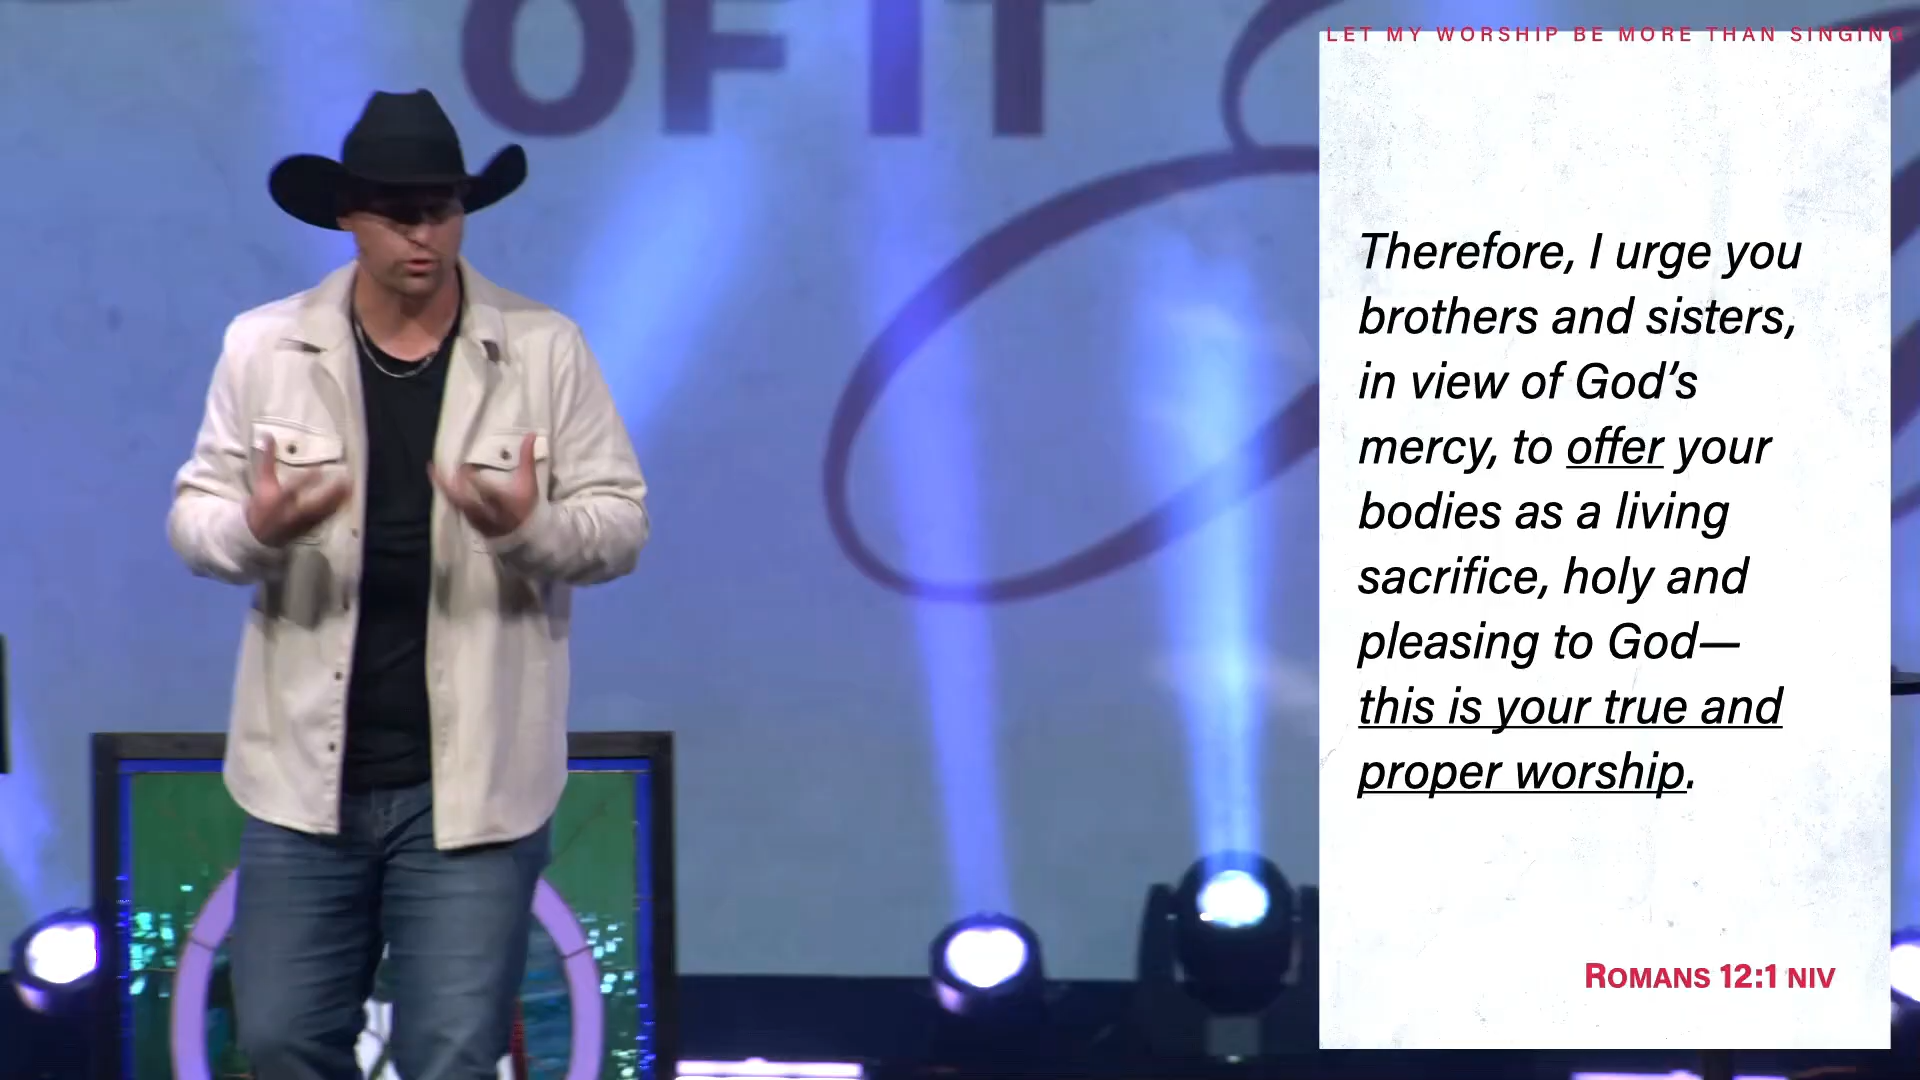 OF IT
LET MY WORSHIP BE MORE THAN SINGING
Therefore, I urge you
brothers and sisters,
in view of God's
mercy, to offer your
bodies as a living
sacrifice, holy and
pleasing to God—
this is your true and
proper worship.
ROMANS 12:1 NIV